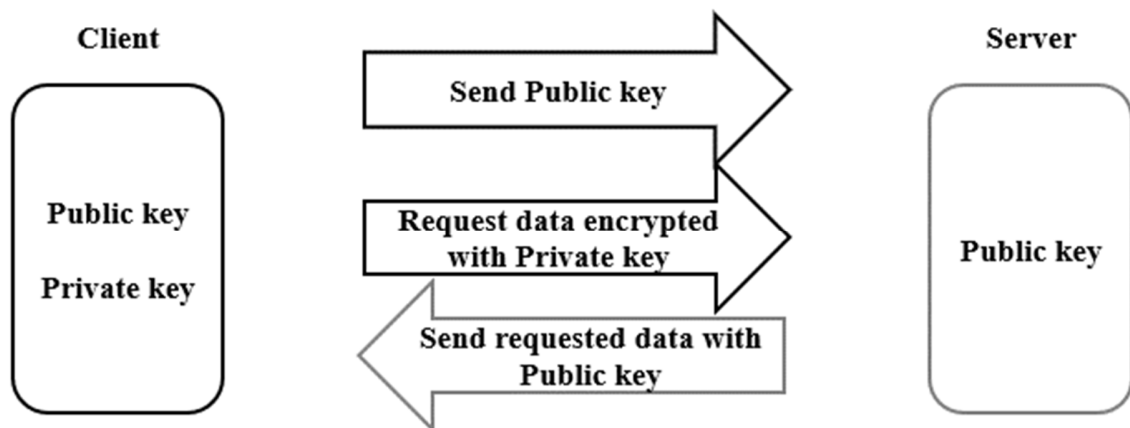 Client
Server
Send Public key
Public key
Private key
Request data encrypted
with Private key
Public key
Send requested data with
Public key